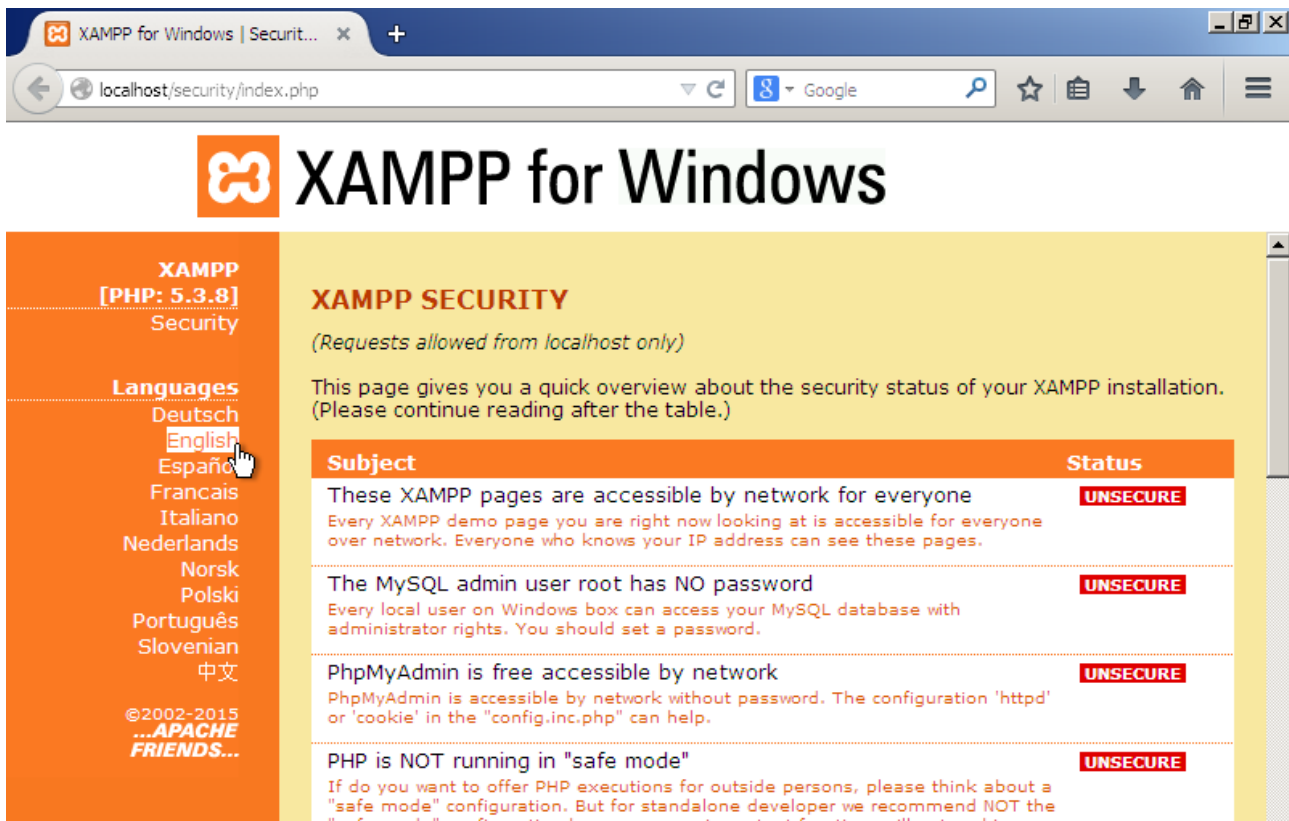 XAMPP for Windows | Securit...
localhost/security/index.php
Google
XAMPP for Windows
XAMPP
[PHP: 5.3.8]
Security
Languages
Deutsch
English
Españo
Francais
Italiano
Nederlands
Norsk
Polski
Português
Slovenian
中文
©2002-2015
...APACHE
FRIENDS...
XAMPP SECURITY
(Requests allowed from localhost only)
This page gives you a quick overview about the security status of your XAMPP installation.
(Please continue reading after the table.)
Subject Status
These XAMPP pages are accessible by network for everyone UNSECURE
Every XAMPP demo page you are right now looking at is accessible for everyone
over network. Everyone who knows your IP address can see these pages.
The MySQL admin user root has NO password UNSECURE
Every local user on Windows box can access your MySQL database with
administrator rights. You should set a password.
PhpMyAdmin is free accessible by network UNSECURE
PhpMyAdmin is accessible by network without password. The configuration 'httpd'
or 'cookie' in the "config.inc.php" can help.
PHP is NOT running in "safe mode" UNSECURE
If do you want to offer PHP executions for outside persons, please think about a
"safe mode" configuration. But for standalone developer we recommend NOT the